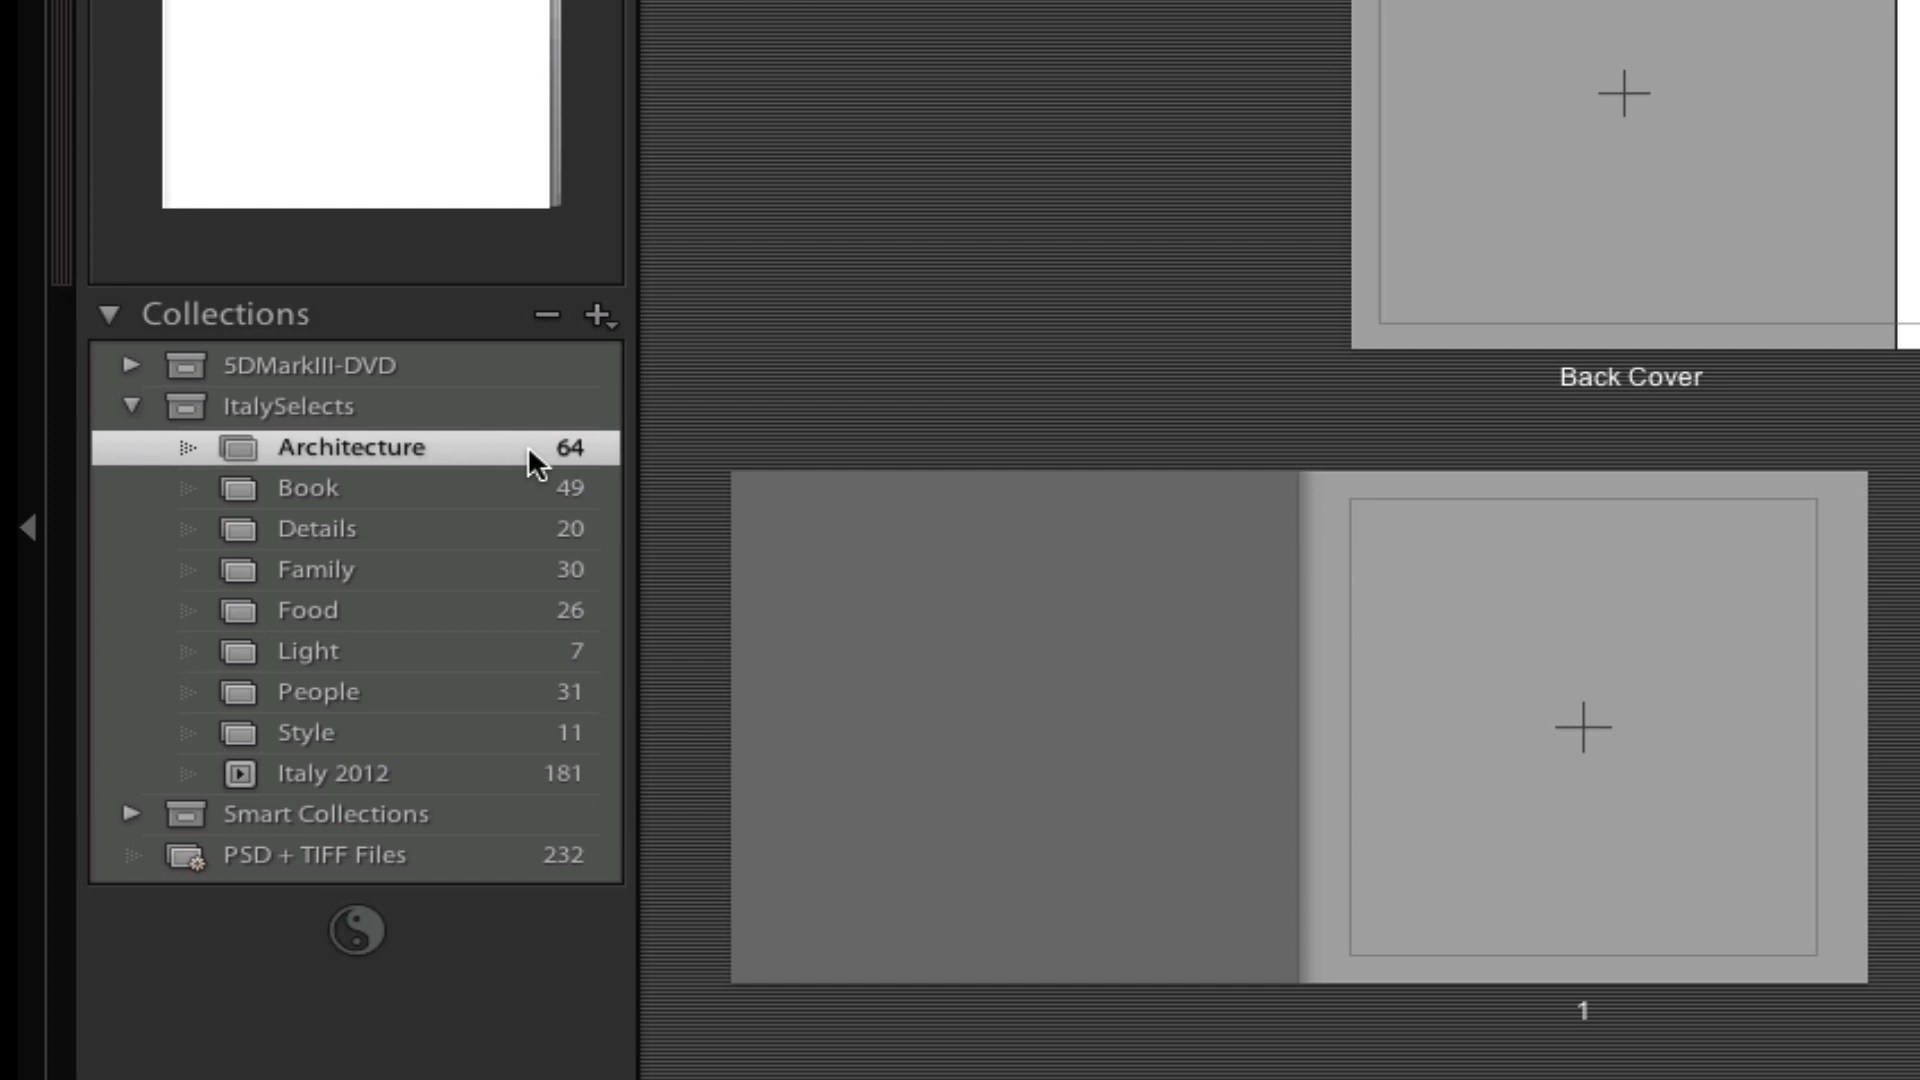 Collections
5DMarkIII-DVD
ItalySelects
Architecture 64
Book 49
Details 20
Family 30
Food 26
Light 7
People 31
Style 11
Italy 2012 181
Smart Collections
PSD + TIFF Files 232
Back Cover
1